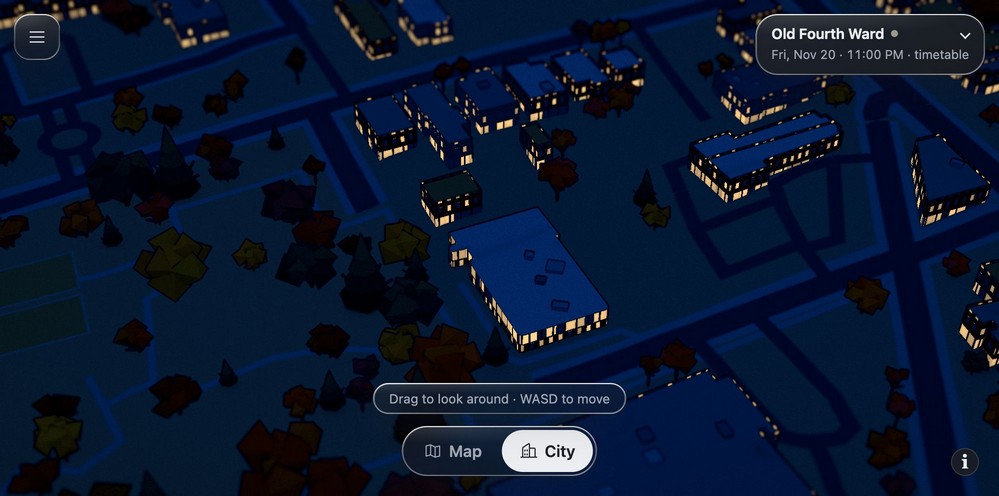 Old Fourth Ward
Fri, Nov 20 · 11:00 PM · timetable
Drag to look around · WASD to move
Map
City
i